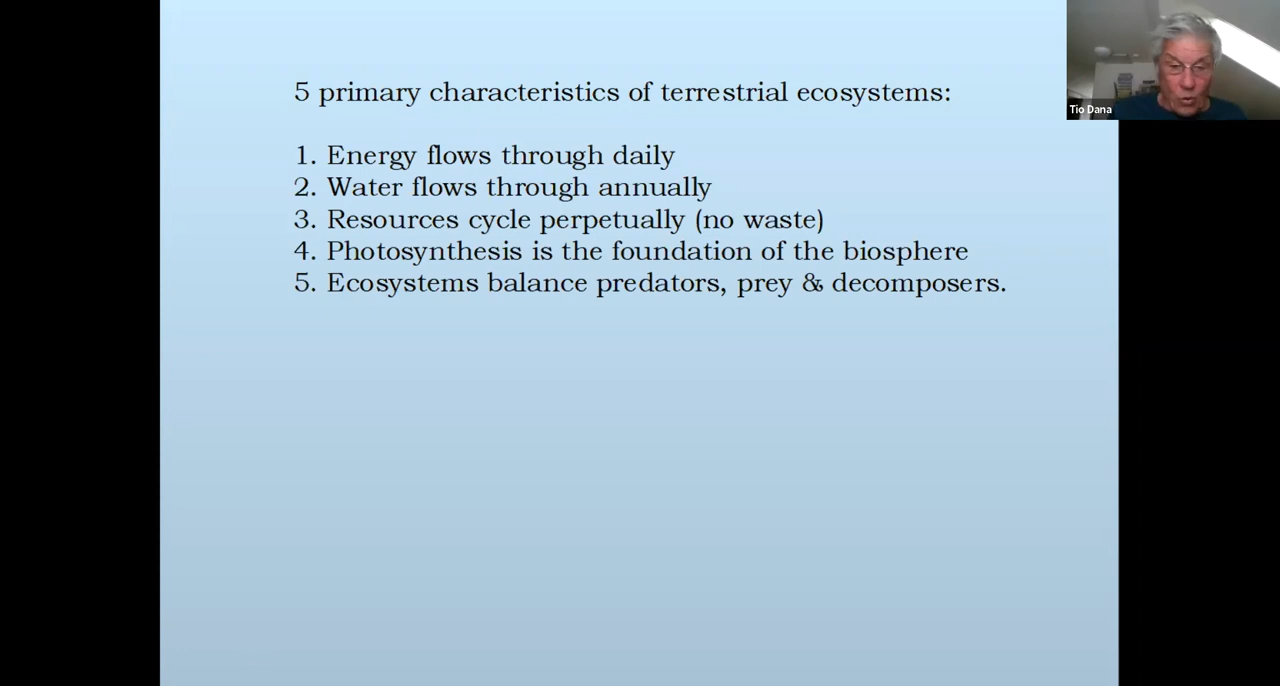 5 primary characteristics of terrestrial ecosystems:
1. Energy flows through daily
2. Water flows through annually
3. Resources cycle perpetually (no waste)
4. Photosynthesis is the foundation of the biosphere
5. Ecosystems balance predators, prey & decomposers.
Tio Dana